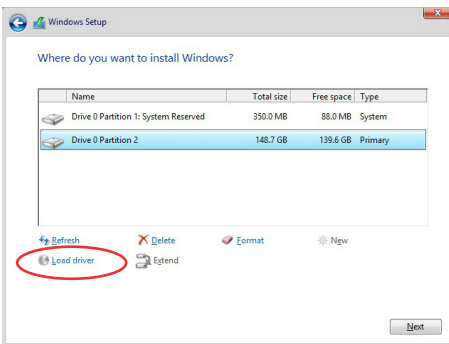 Windows Setup
Where do you want to install Windows?
Name Total size Free space Type
Drive 0 Partition 1: System Reserved 350.0 MB 88.0 MB System
Drive 0 Partition 2 148.7 GB 139.6 GB Primary
Refresh Delete Format New
Load driver Extend
Next